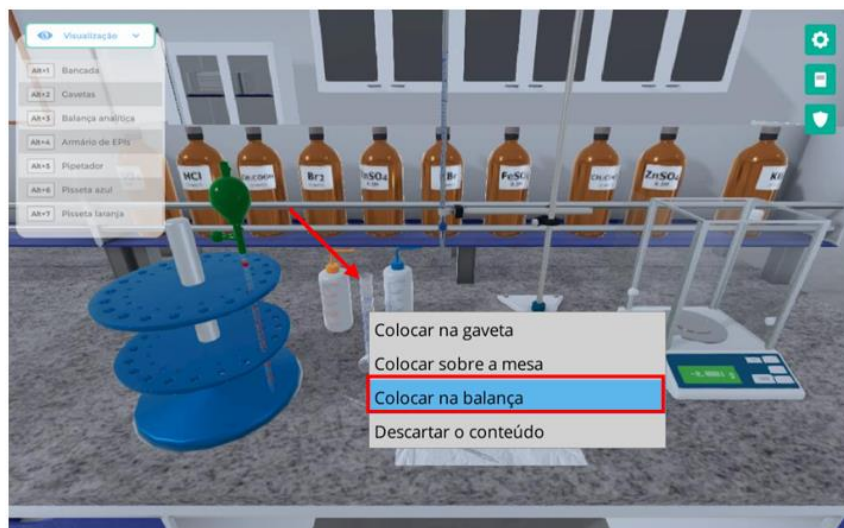 Visualização
Alt+1 Bancada
Alt+2 Gavetas
Alt+3 Balança analítica
Alt+4 Armário de EPIs
Alt+5 Pipetador
Alt+6 Pisseta azul
Alt+7 Pisseta laranja
HCl
Br2
FeSO4
ZnSO4
Colocar na gaveta
Colocar sobre a mesa
Colocar na balança
Descartar o conteúdo